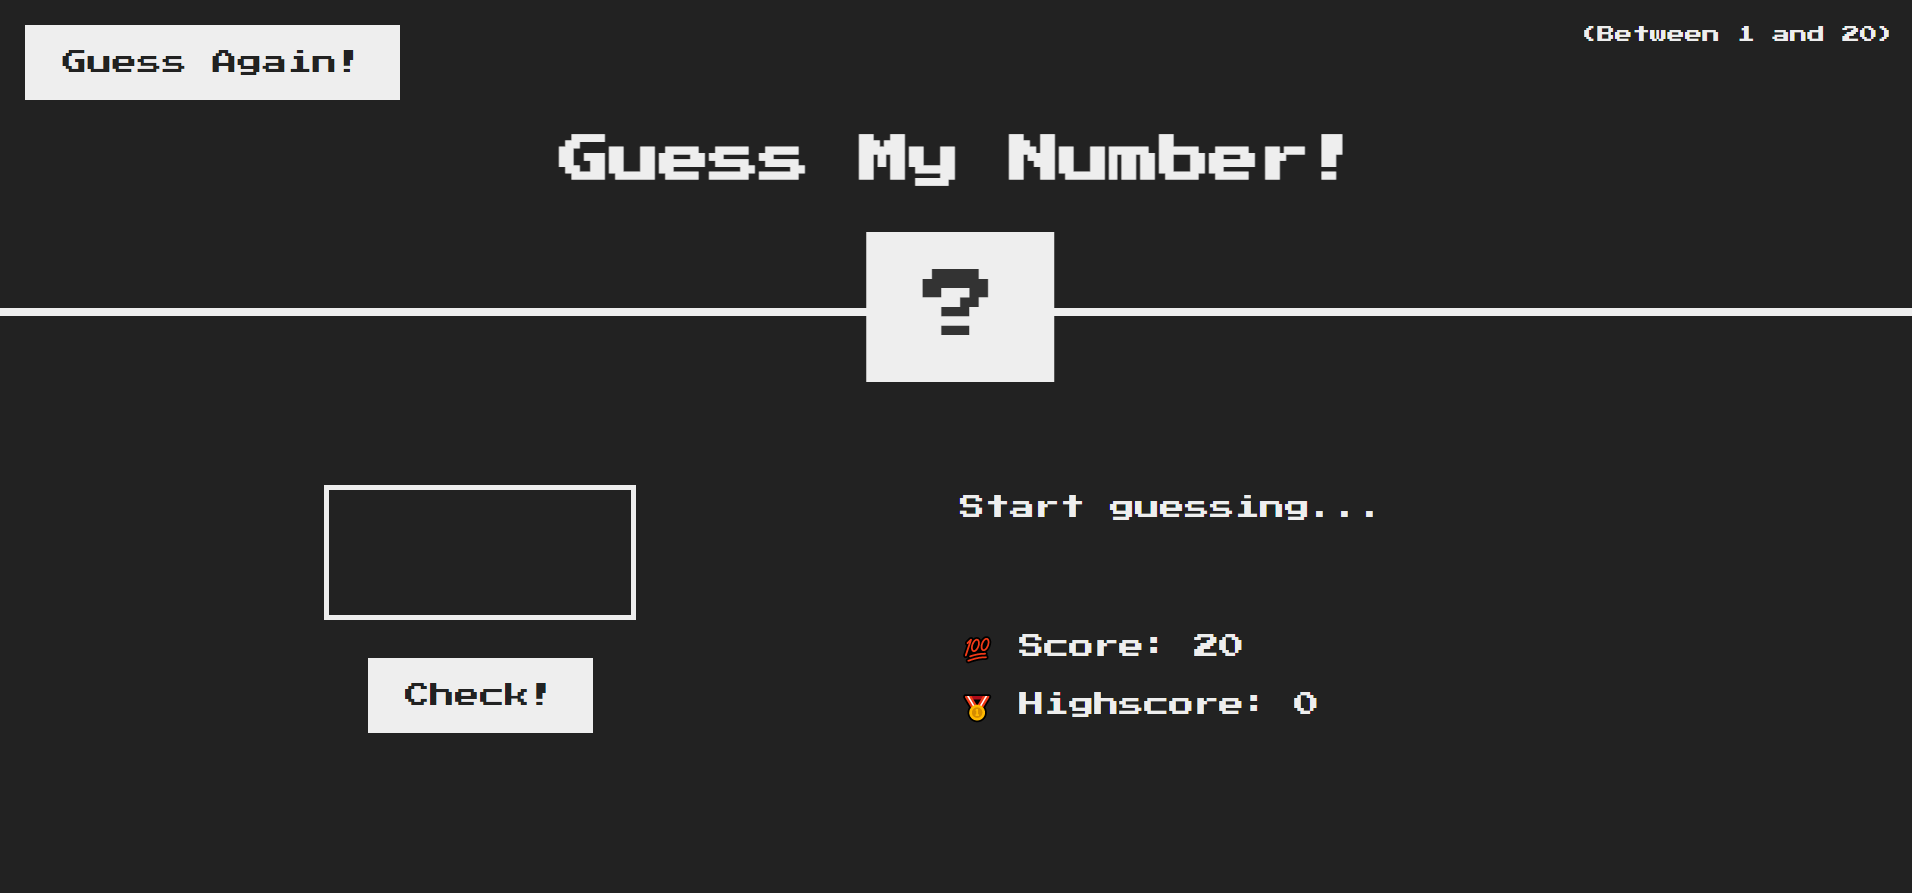 Guess Again!
(Between 1 and 20)
Guess My Number!
?
Start guessing...
💯 Score: 20
🥇 Highscore: 0
Check!